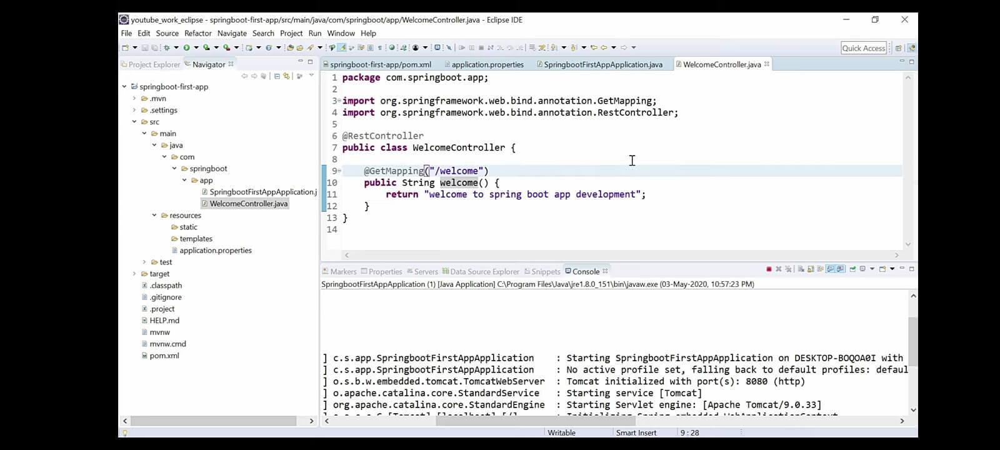 youtube_work_eclipse - springboot-first-app/src/main/java/com/springboot/app/WelcomeController.java - Eclipse IDE
File Edit Source Refactor Navigate Search Project Run Window Help
Quick Access
Project Explorer Navigator
springboot-first-app
.mvn
.settings
src
main
java
com
springboot
app
SpringbootFirstAppApplication.j
WelcomeController.java
resources
static
templates
application.properties
test
target
.classpath
.gitignore
.project
HELP.md
mvnw
mvnw.cmd
pom.xml
springboot-first-app/pom.xml application.properties SpringbootFirstAppApplication.java WelcomeController.java
1 package com.springboot.app;
2
3 import org.springframework.web.bind.annotation.GetMapping;
4 import org.springframework.web.bind.annotation.RestController;
5
6 @RestController
7 public class WelcomeController {
8
9 @GetMapping("/welcome")
10 public String welcome() {
11 return "welcome to spring boot app development";
12 }
13 }
14
Markers Properties Servers Data Source Explorer Snippets Console
SpringbootFirstAppApplication (1) [Java Application] C:\Program Files\Java\jre1.8.0_151\bin\javaw.exe (03-May-2020, 10:57:23 PM)
] c.s.app.SpringbootFirstAppApplication : Starting SpringbootFirstAppApplication on DESKTOP-BOQOA0I with
] c.s.app.SpringbootFirstAppApplication : No active profile set, falling back to default profiles: defaul
] o.s.b.w.embedded.tomcat.TomcatWebServer : Tomcat initialized with port(s): 8080 (http)
] o.apache.catalina.core.StandardService : Starting service [Tomcat]
] org.apache.catalina.core.StandardEngine : Starting Servlet engine: [Apache Tomcat/9.0.33]
Writable Smart Insert 9 : 28